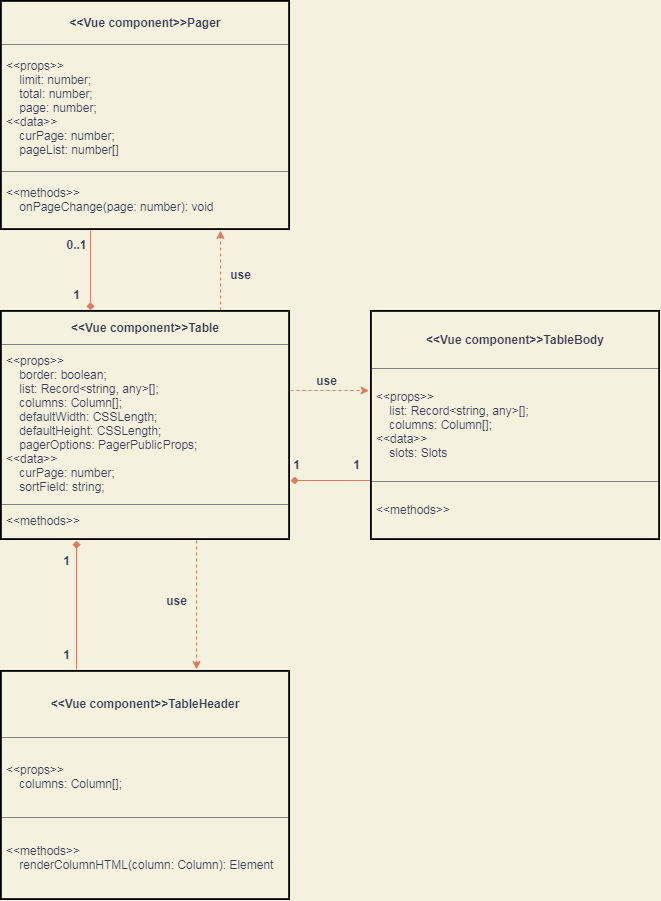 <<Vue component>>Pager
<<props>>
limit: number;
total: number;
page: number;
<<data>>
curPage: number;
pageList: number[]
<<methods>>
onPageChange(page: number): void
0..1
use
1
<<Vue component>>Table
<<props>>
border: boolean;
list: Record<string, any>[];
columns: Column[];
defaultWidth: CSSLength;
defaultHeight: CSSLength;
pagerOptions: PagerPublicProps;
<<data>>
curPage: number;
sortField: string;
<<methods>>
use
1
1
<<Vue component>>TableBody
<<props>>
list: Record<string, any>[];
columns: Column[];
<<data>>
slots: Slots
<<methods>>
1
use
1
<<Vue component>>TableHeader
<<props>>
columns: Column[];
<<methods>>
renderColumnHTML(column: Column): Element